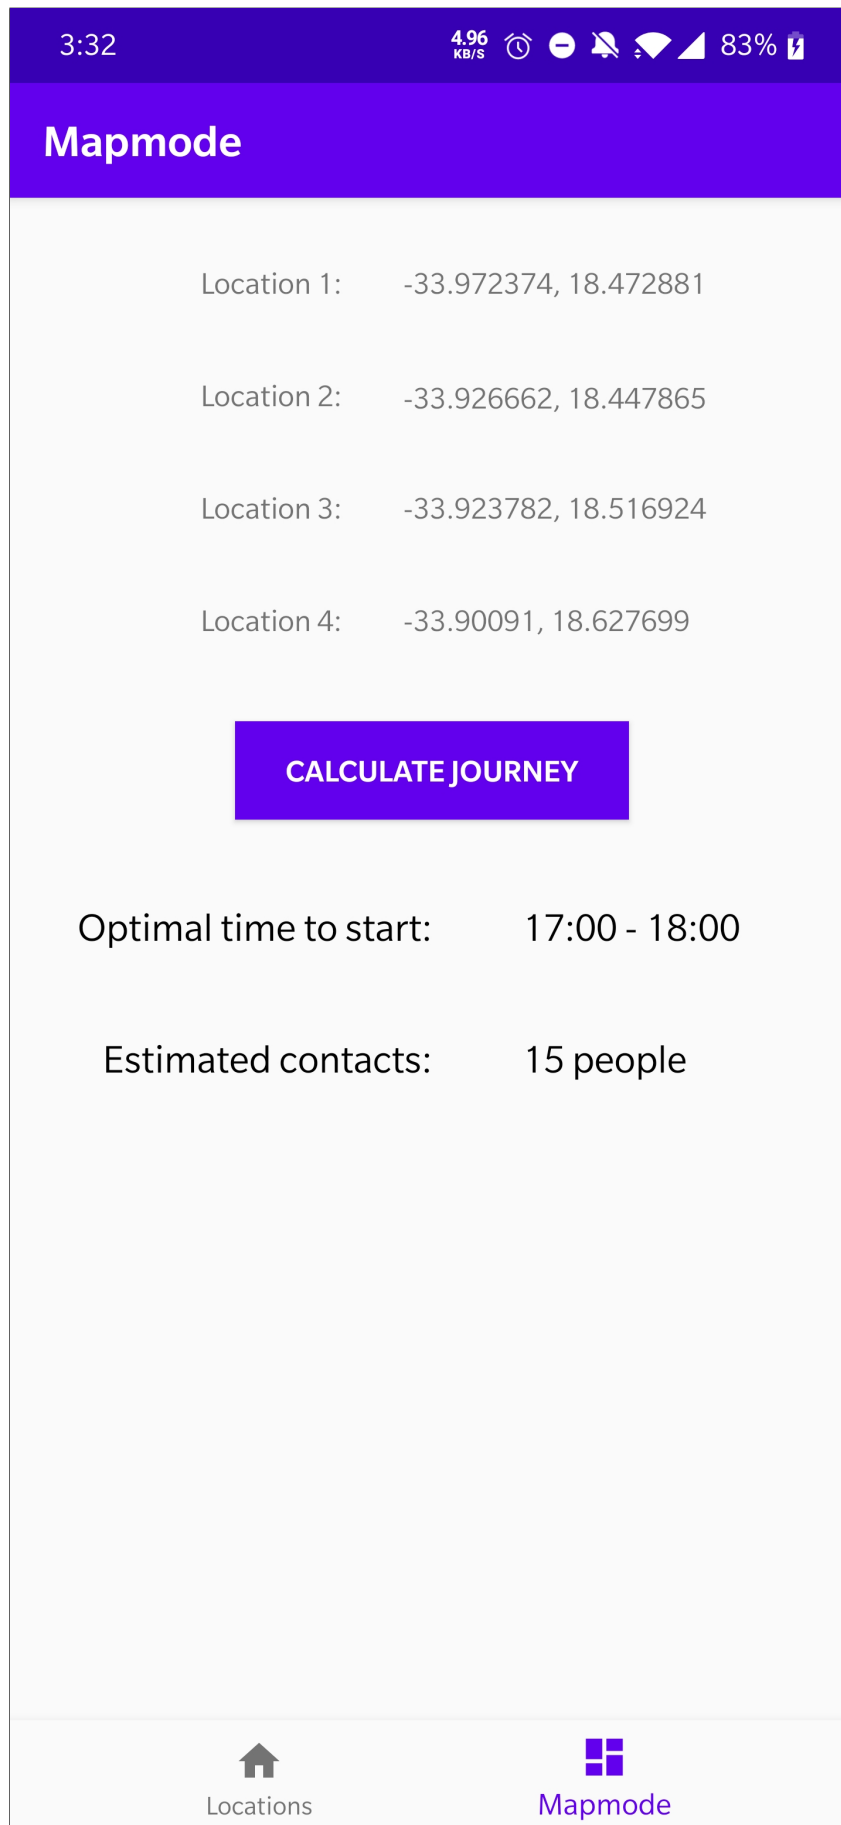 3:32 4.96 KB/S 83%
Mapmode
Location 1: -33.972374, 18.472881
Location 2: -33.926662, 18.447865
Location 3: -33.923782, 18.516924
Location 4: -33.90091, 18.627699
CALCULATE JOURNEY
Optimal time to start: 17:00 - 18:00
Estimated contacts: 15 people
Locations Mapmode